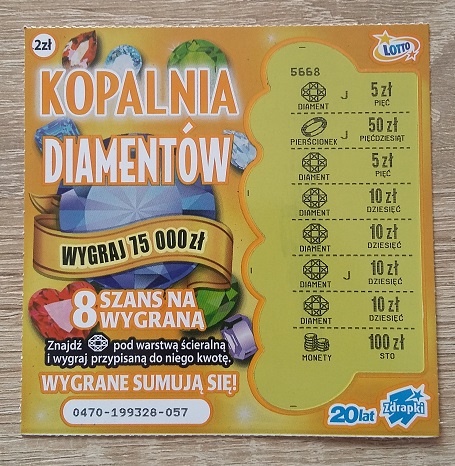 2zł
LOTTO
KOPALNIA
DIAMENTÓW
WYGRAJ 75 000 zł
8 SZANS NA
WYGRANĄ
Znajdź pod warstwą ścieralną
i wygraj przypisaną do niego kwotę.
WYGRANE SUMUJĄ SIĘ!
0470-199328-057
5668
J 5 zł
DIAMENT PIĘĆ
J 50 zł
PIERŚCIONEK PIĘĆDZIESIĄT
5 zł
DIAMENT PIĘĆ
10 zł
DIAMENT DZIESIĘĆ
10 zł
DIAMENT DZIESIĘĆ
J 10 zł
DIAMENT DZIESIĘĆ
10 zł
DIAMENT DZIESIĘĆ
100 zł
MONETY STO
20 lat Zdrapki